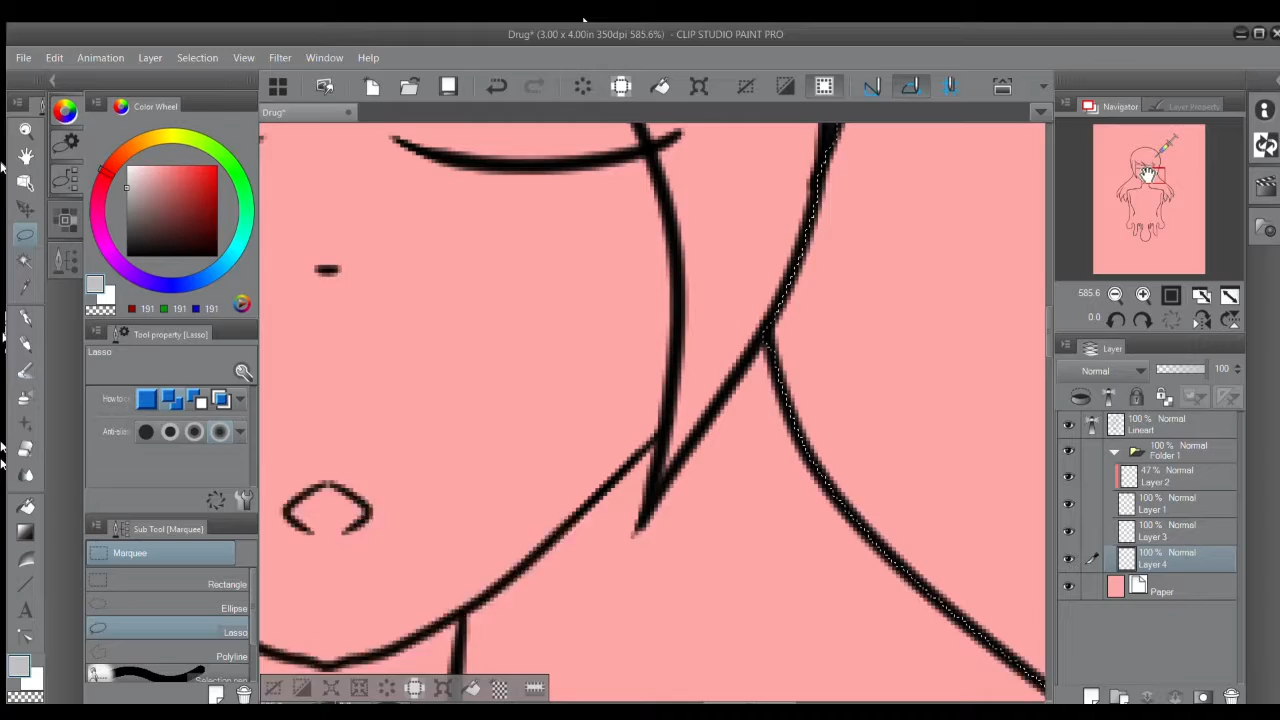 Drug* (3.00 x 4.00in 350dpi 585.6%) - CLIP STUDIO PAINT PRO
File Edit Animation Layer Selection View Filter Window Help
Color Wheel
Drug*
Navigator Layer Property
191 191 191
585.6
0.0
Tool property [Lasso]
Lasso
Layer
Normal 100
100 % Normal
Lineart
100 % Normal
Folder 1
47 % Normal
Layer 2
100 % Normal
Layer 1
100 % Normal
Layer 3
100 % Normal
Layer 4
Paper
Sub Tool [Marquee]
Marquee
Rectangle
Ellipse
Lasso
Polyline
Selection pen